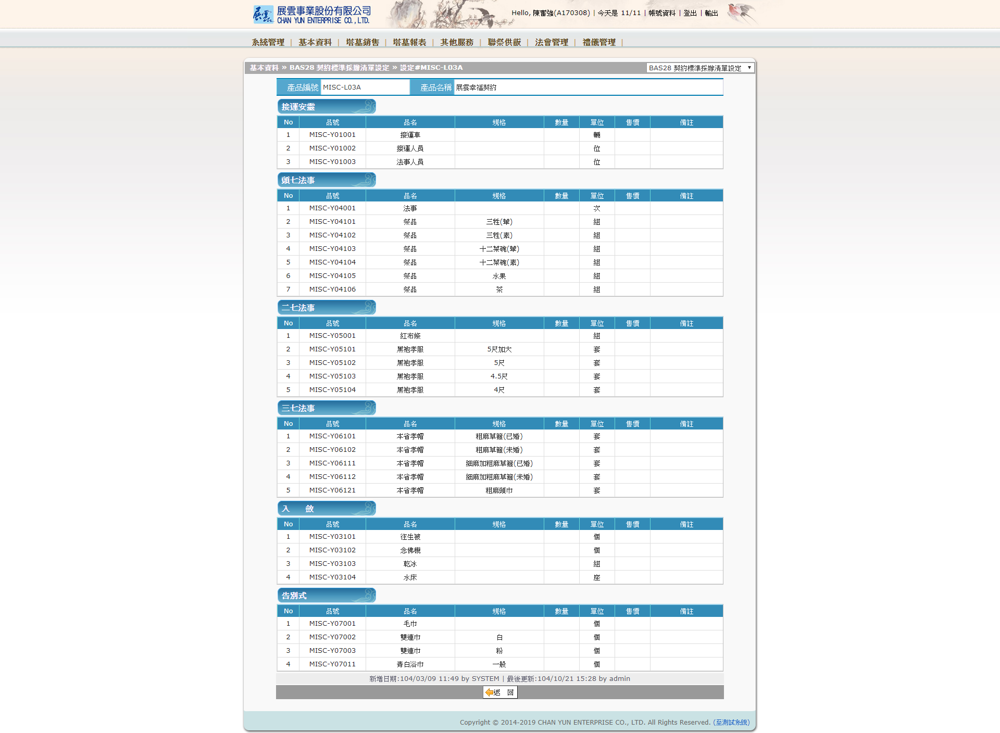 展雲事業股份有限公司
CHAN YUN ENTERPRISE CO., LTD.
Hello, 陳奮強(A170308) | 今天是 11/11 | 帳號資料 | 登出 | 輸出
系統管理 | 基本資料 | 塔墓銷售 | 塔墓報表 | 其他服務 | 聯祭供飯 | 法會管理 | 禮儀管理 |
基本資料 » BAS28 契約標準採辦清單設定 » 設定#MISC-L03A
BAS28 契約標準採辦清單設定
產品編號 MISC-L03A 產品名稱 展雲幸福契約
接運安靈
No 品號 品名 規格 數量 單位 售價 備註
1 MISC-Y01001 接運車 輛
2 MISC-Y01002 接運人員 位
3 MISC-Y01003 法事人員 位
頭七法事
No 品號 品名 規格 數量 單位 售價 備註
1 MISC-Y04001 法事 次
2 MISC-Y04101 祭品 三牲(葷) 組
3 MISC-Y04102 祭品 三牲(素) 組
4 MISC-Y04103 祭品 十二菜碗(葷) 組
5 MISC-Y04104 祭品 十二菜碗(素) 組
6 MISC-Y04105 祭品 水果 組
7 MISC-Y04106 祭品 茶 組
二七法事
No 品號 品名 規格 數量 單位 售價 備註
1 MISC-Y05001 紅布條 組
2 MISC-Y05101 黑袍孝服 5尺加大 套
3 MISC-Y05102 黑袍孝服 5尺 套
4 MISC-Y05103 黑袍孝服 4.5尺 套
5 MISC-Y05104 黑袍孝服 4尺 套
三七法事
No 品號 品名 規格 數量 單位 售價 備註
1 MISC-Y06101 本省孝帽 粗麻草箍(已婚) 套
2 MISC-Y06102 本省孝帽 粗麻草箍(未婚) 套
3 MISC-Y06111 本省孝帽 細麻加粗麻草箍(已婚) 套
4 MISC-Y06112 本省孝帽 細麻加粗麻草箍(未婚) 套
5 MISC-Y06121 本省孝帽 粗麻頭巾 套
入 斂
No 品號 品名 規格 數量 單位 售價 備註
1 MISC-Y03101 往生被 個
2 MISC-Y03102 念佛機 個
3 MISC-Y03103 乾冰 組
4 MISC-Y03104 水床 座
告別式
No 品號 品名 規格 數量 單位 售價 備註
1 MISC-Y07001 毛巾 個
2 MISC-Y07002 雙連巾 白 個
3 MISC-Y07003 雙連巾 粉 個
4 MISC-Y07011 青白浴巾 一般 個
新增日期:104/03/09 11:49 by SYSTEM | 最後更新:104/10/21 15:28 by admin
返 回
Copyright © 2014-2019 CHAN YUN ENTERPRISE CO., LTD. All Rights Reserved. (至測試系統)